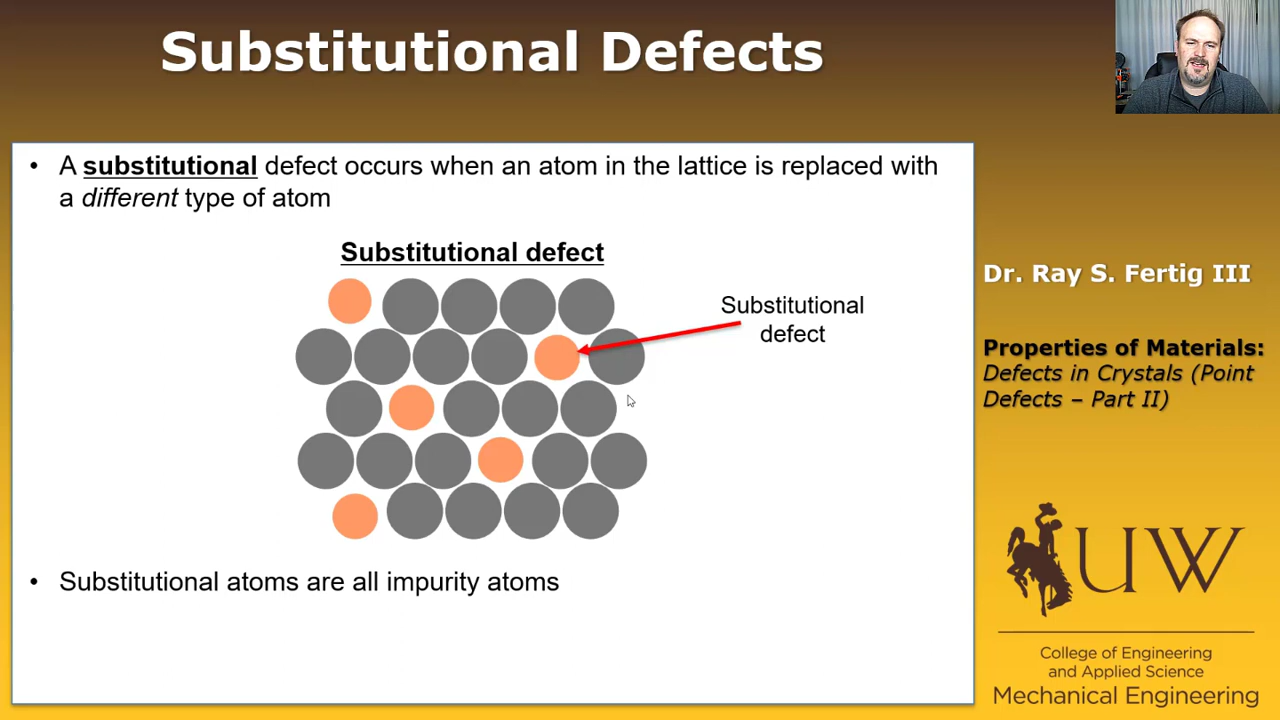 Substitutional Defects
• A substitutional defect occurs when an atom in the lattice is replaced with
a different type of atom
Substitutional defect
Substitutional
defect
• Substitutional atoms are all impurity atoms
Dr. Ray S. Fertig III
Properties of Materials:
Defects in Crystals (Point
Defects – Part II)
UW
College of Engineering
and Applied Science
Mechanical Engineering